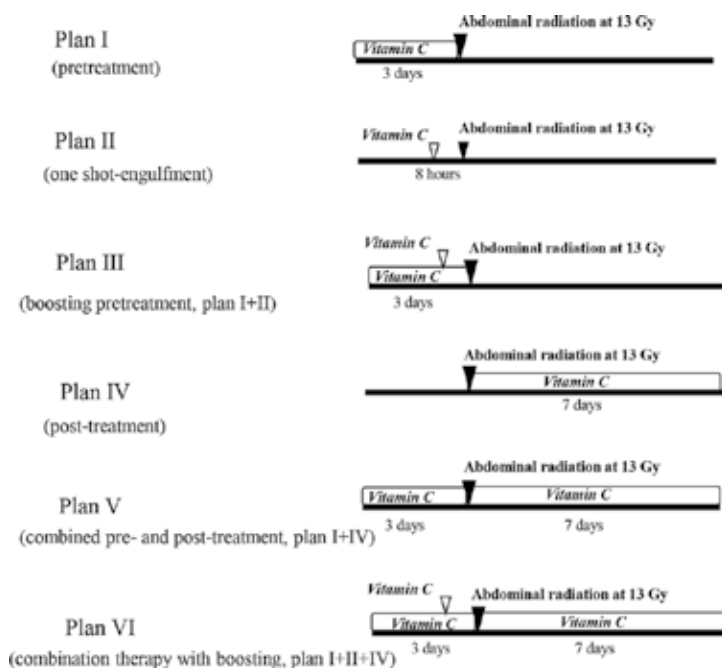 Plan I
(pretreatment)
Abdominal radiation at 13 Gy
Vitamin C
3 days
Plan II
(one shot-engulfment)
Abdominal radiation at 13 Gy
Vitamin C
8 hours
Plan III
(boosting pretreatment, plan I+II)
Vitamin C
Abdominal radiation at 13 Gy
Vitamin C
3 days
Plan IV
(post-treatment)
Abdominal radiation at 13 Gy
Vitamin C
7 days
Plan V
(combined pre- and post-treatment, plan I+IV)
Abdominal radiation at 13 Gy
Vitamin C
Vitamin C
3 days
7 days
Plan VI
(combination therapy with boosting, plan I+II+IV)
Vitamin C
Abdominal radiation at 13 Gy
Vitamin C
Vitamin C
3 days
7 days